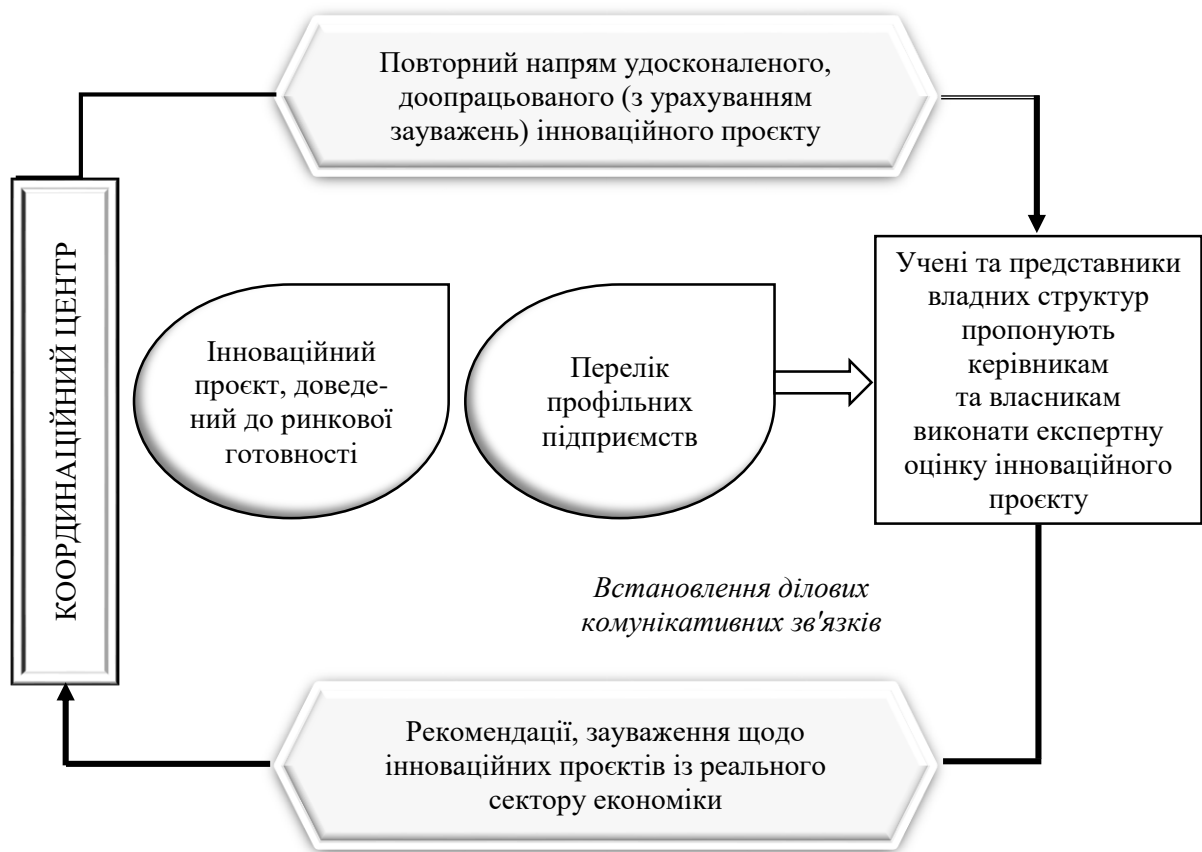 Повторний напрям удосконаленого,
доопрацьованого (з урахуванням
зауважень) інноваційного проєкту
КООРДИНАЦІЙНИЙ ЦЕНТР
Інноваційний
проєкт, доведе-
ний до ринкової
готовності
Перелік
профільних
підприємств
Учені та представники
владних структур
пропонують
керівникам
та власникам
виконати експертну
оцінку інноваційного
проєкту
Встановлення ділових
комунікативних зв'язків
Рекомендації, зауваження щодо
інноваційних проєктів із реального
сектору економіки